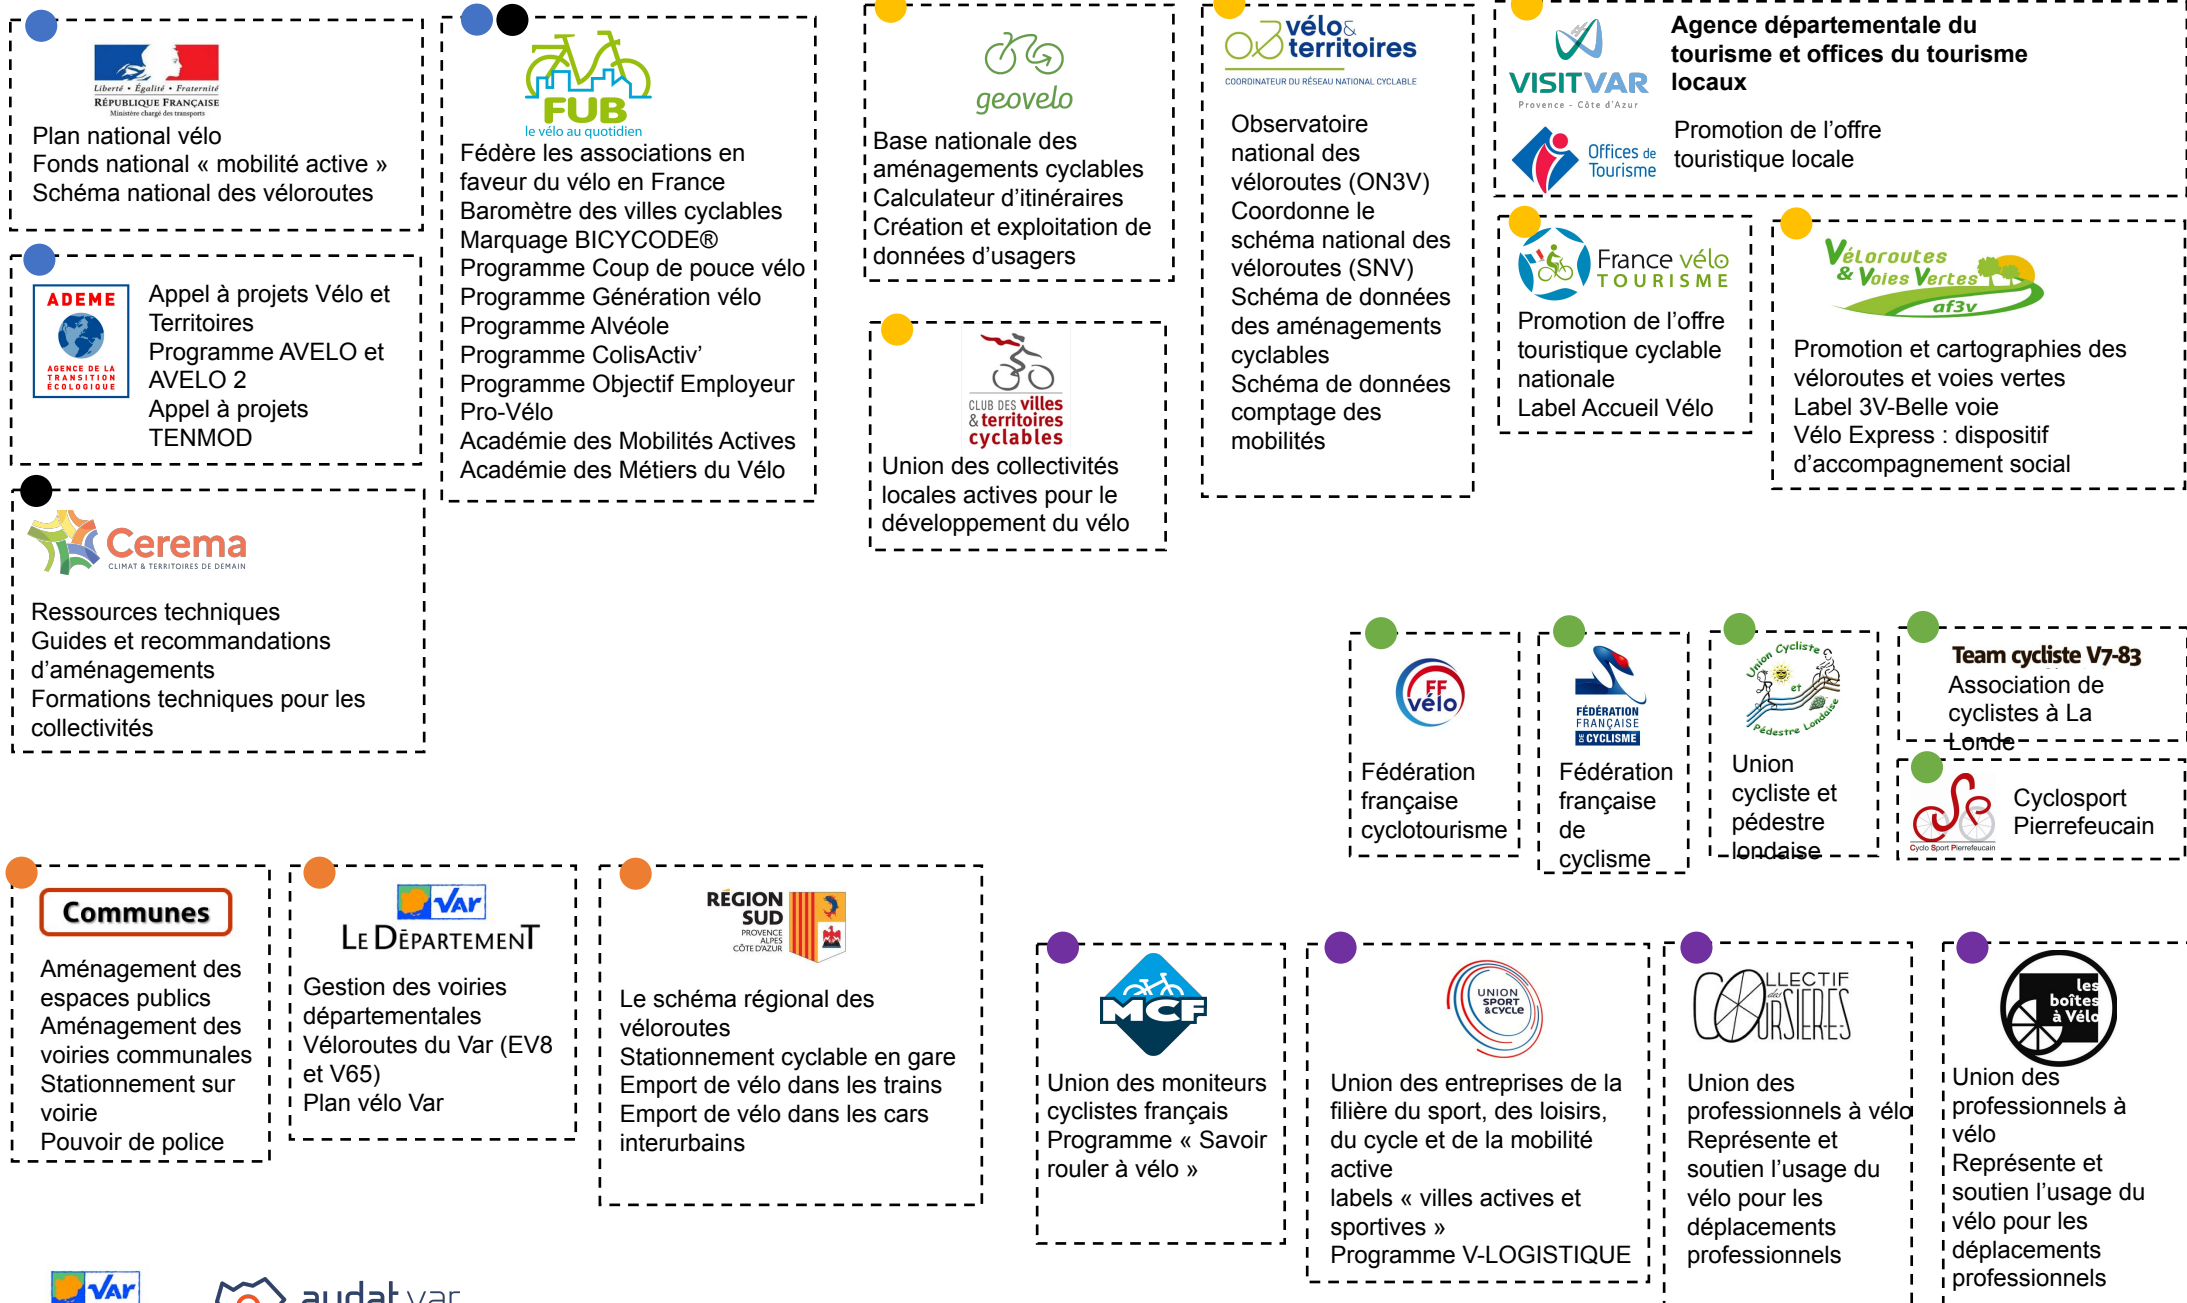 Liberté • Égalité • Fraternité
RÉPUBLIQUE FRANÇAISE
Ministère chargé des transports
Plan national vélo
Fonds national « mobilité active »
Schéma national des véloroutes
ADEME
AGENCE DE LA
TRANSITION
ÉCOLOGIQUE
Appel à projets Vélo et
Territoires
Programme AVELO et
AVELO 2
Appel à projets
TENMOD
Cerema
CLIMAT & TERRITOIRES DE DEMAIN
Ressources techniques
Guides et recommandations
d’aménagements
Formations techniques pour les
collectivités
FUB
le vélo au quotidien
Fédère les associations en
faveur du vélo en France
Baromètre des villes cyclables
Marquage BICYCODE®
Programme Coup de pouce vélo
Programme Génération vélo
Programme Alvéole
Programme ColisActiv’
Programme Objectif Employeur
Pro-Vélo
Académie des Mobilités Actives
Académie des Métiers du Vélo
geovelo
Base nationale des
aménagements cyclables
Calculateur d’itinéraires
Création et exploitation de
données d’usagers
CLUB DES villes
& territoires
cyclables
Union des collectivités
locales actives pour le
développement du vélo
vélo&
territoires
COORDINATEUR DU RÉSEAU NATIONAL CYCLABLE
Observatoire
national des
véloroutes (ON3V)
Coordonne le
schéma national des
véloroutes (SNV)
Schéma de données
des aménagements
cyclables
Schéma de données
comptage des
mobilités
VISITVAR
Provence - Côte d'Azur
Offices de
Tourisme
Agence départementale du
tourisme et offices du tourisme
locaux
Promotion de l’offre
touristique locale
France vélo
TOURISME
Promotion de l’offre
touristique cyclable
nationale
Label Accueil Vélo
Véloroutes
& Voies Vertes
af3v
Promotion et cartographies des
véloroutes et voies vertes
Label 3V-Belle voie
Vélo Express : dispositif
d’accompagnement social
FF
vélo
Fédération
française
cyclotourisme
FÉDÉRATION
FRANÇAISE
DE CYCLISME
Fédération
française
de
cyclisme
Union Cycliste
et
Pédestre Londaise
Union
cycliste et
pédestre
londaise
Team cycliste V7-83
Association de
cyclistes à La
Londe
Cyclo Sport Pierrefeucain
Cyclosport
Pierrefeucain
Communes
Aménagement des
espaces publics
Aménagement des
voiries communales
Stationnement sur
voirie
Pouvoir de police
VAR
LE DÉPARTEMENT
Gestion des voiries
départementales
Véloroutes du Var (EV8
et V65)
Plan vélo Var
RÉGION
SUD
PROVENCE
ALPES
CÔTE D'AZUR
Le schéma régional des
véloroutes
Stationnement cyclable en gare
Emport de vélo dans les trains
Emport de vélo dans les cars
interurbains
MCF
Union des moniteurs
cyclistes français
Programme « Savoir
rouler à vélo »
UNION
SPORT
&CYCLE
Union des entreprises de la
filière du sport, des loisirs,
du cycle et de la mobilité
active
labels « villes actives et
sportives »
Programme V-LOGISTIQUE
COLLECTIF
des
COURSIER·E·S
Union des
professionnels à vélo
Représente et
soutien l’usage du
vélo pour les
déplacements
professionnels
les
boîtes
à Vélo
Union des
professionnels à
vélo
Représente et
soutien l’usage du
vélo pour les
déplacements
professionnels
VAR
audat.var